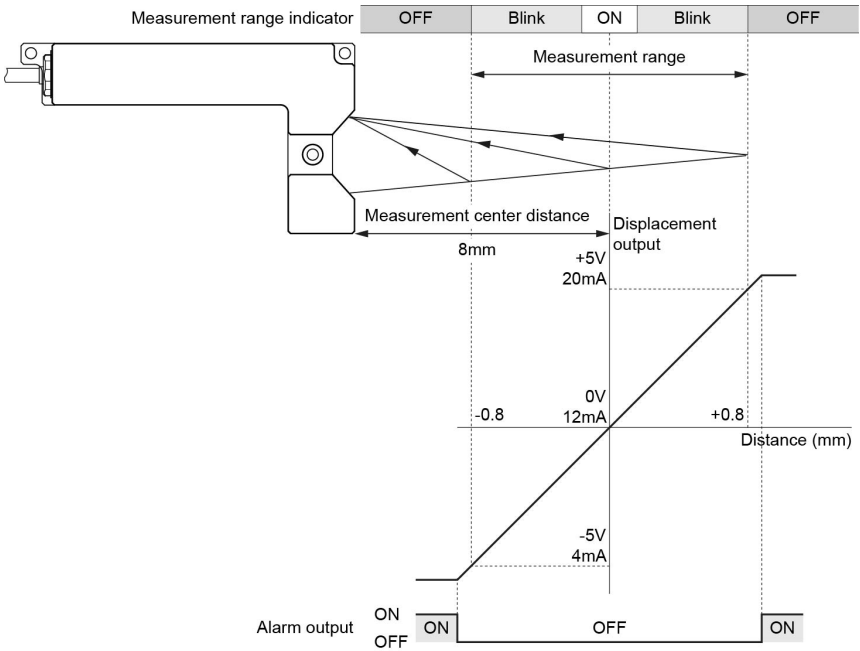 Measurement range indicator OFF Blink ON Blink OFF
Measurement range
Measurement center distance
8mm
Displacement
output
+5V
20mA
0V
12mA
-0.8
+0.8
Distance (mm)
-5V
4mA
Alarm output
ON
OFF
ON OFF ON